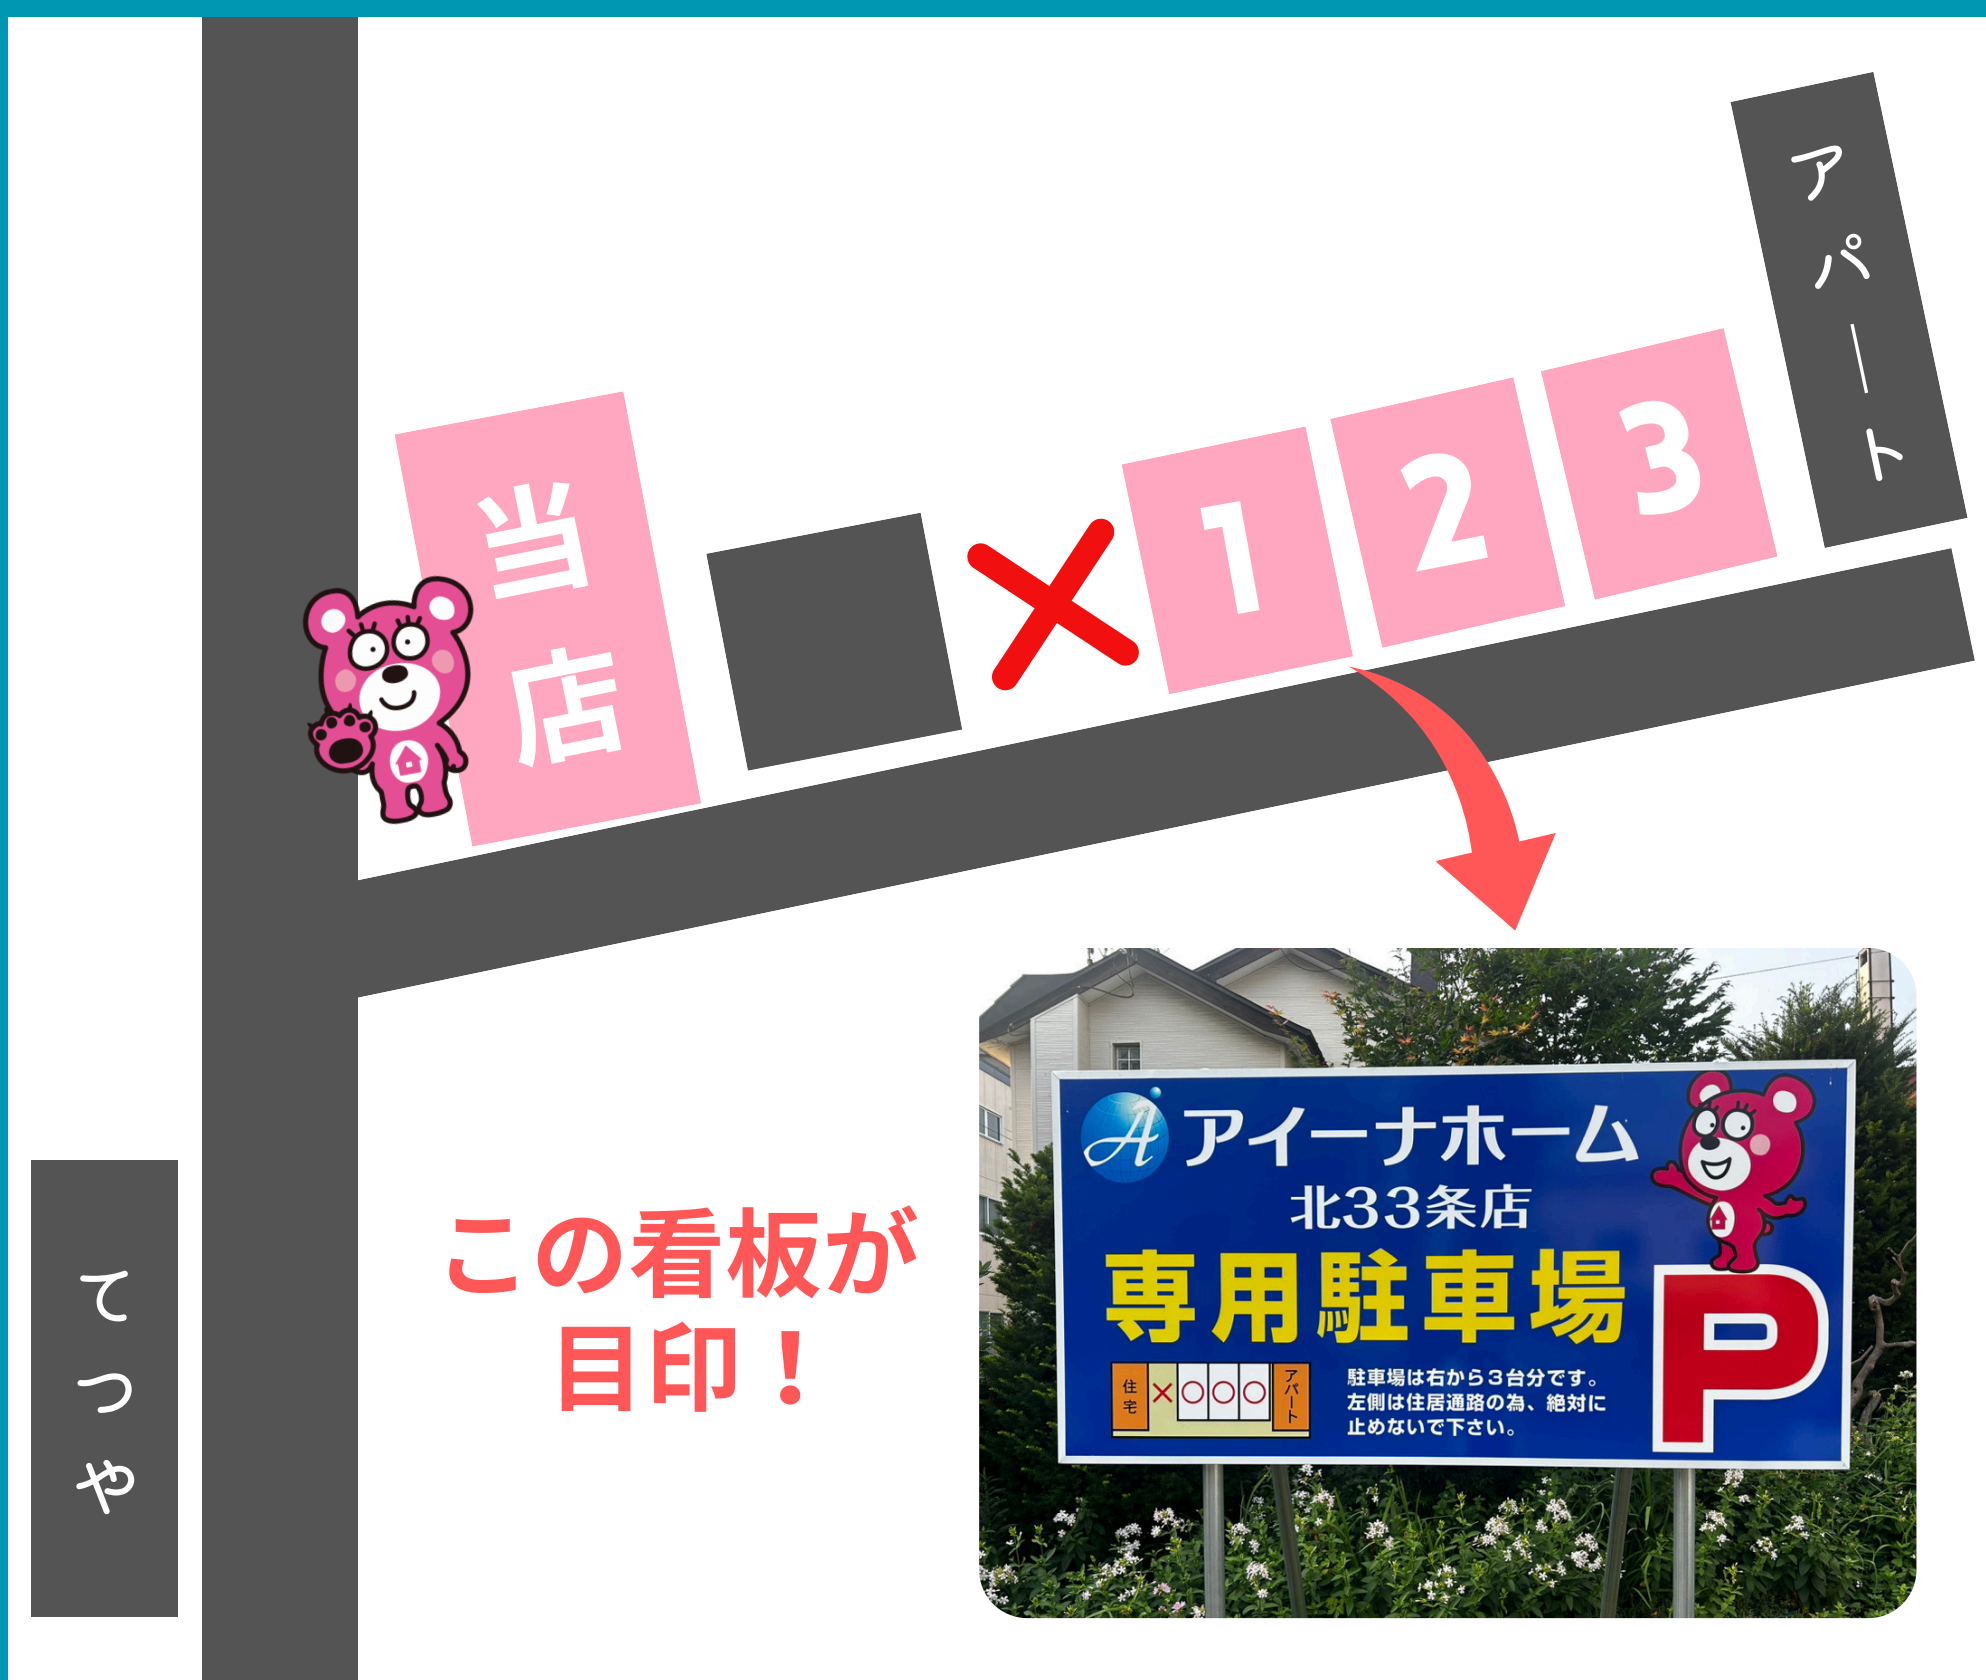 当店
1
2
3
アパート
てつや
この看板が
目印！
A
アイーナホーム
北33条店
専用駐車場
P
住宅
×○○○
アパート
駐車場は右から3台分です。
左側は住居通路の為、絶対に
止めないで下さい。